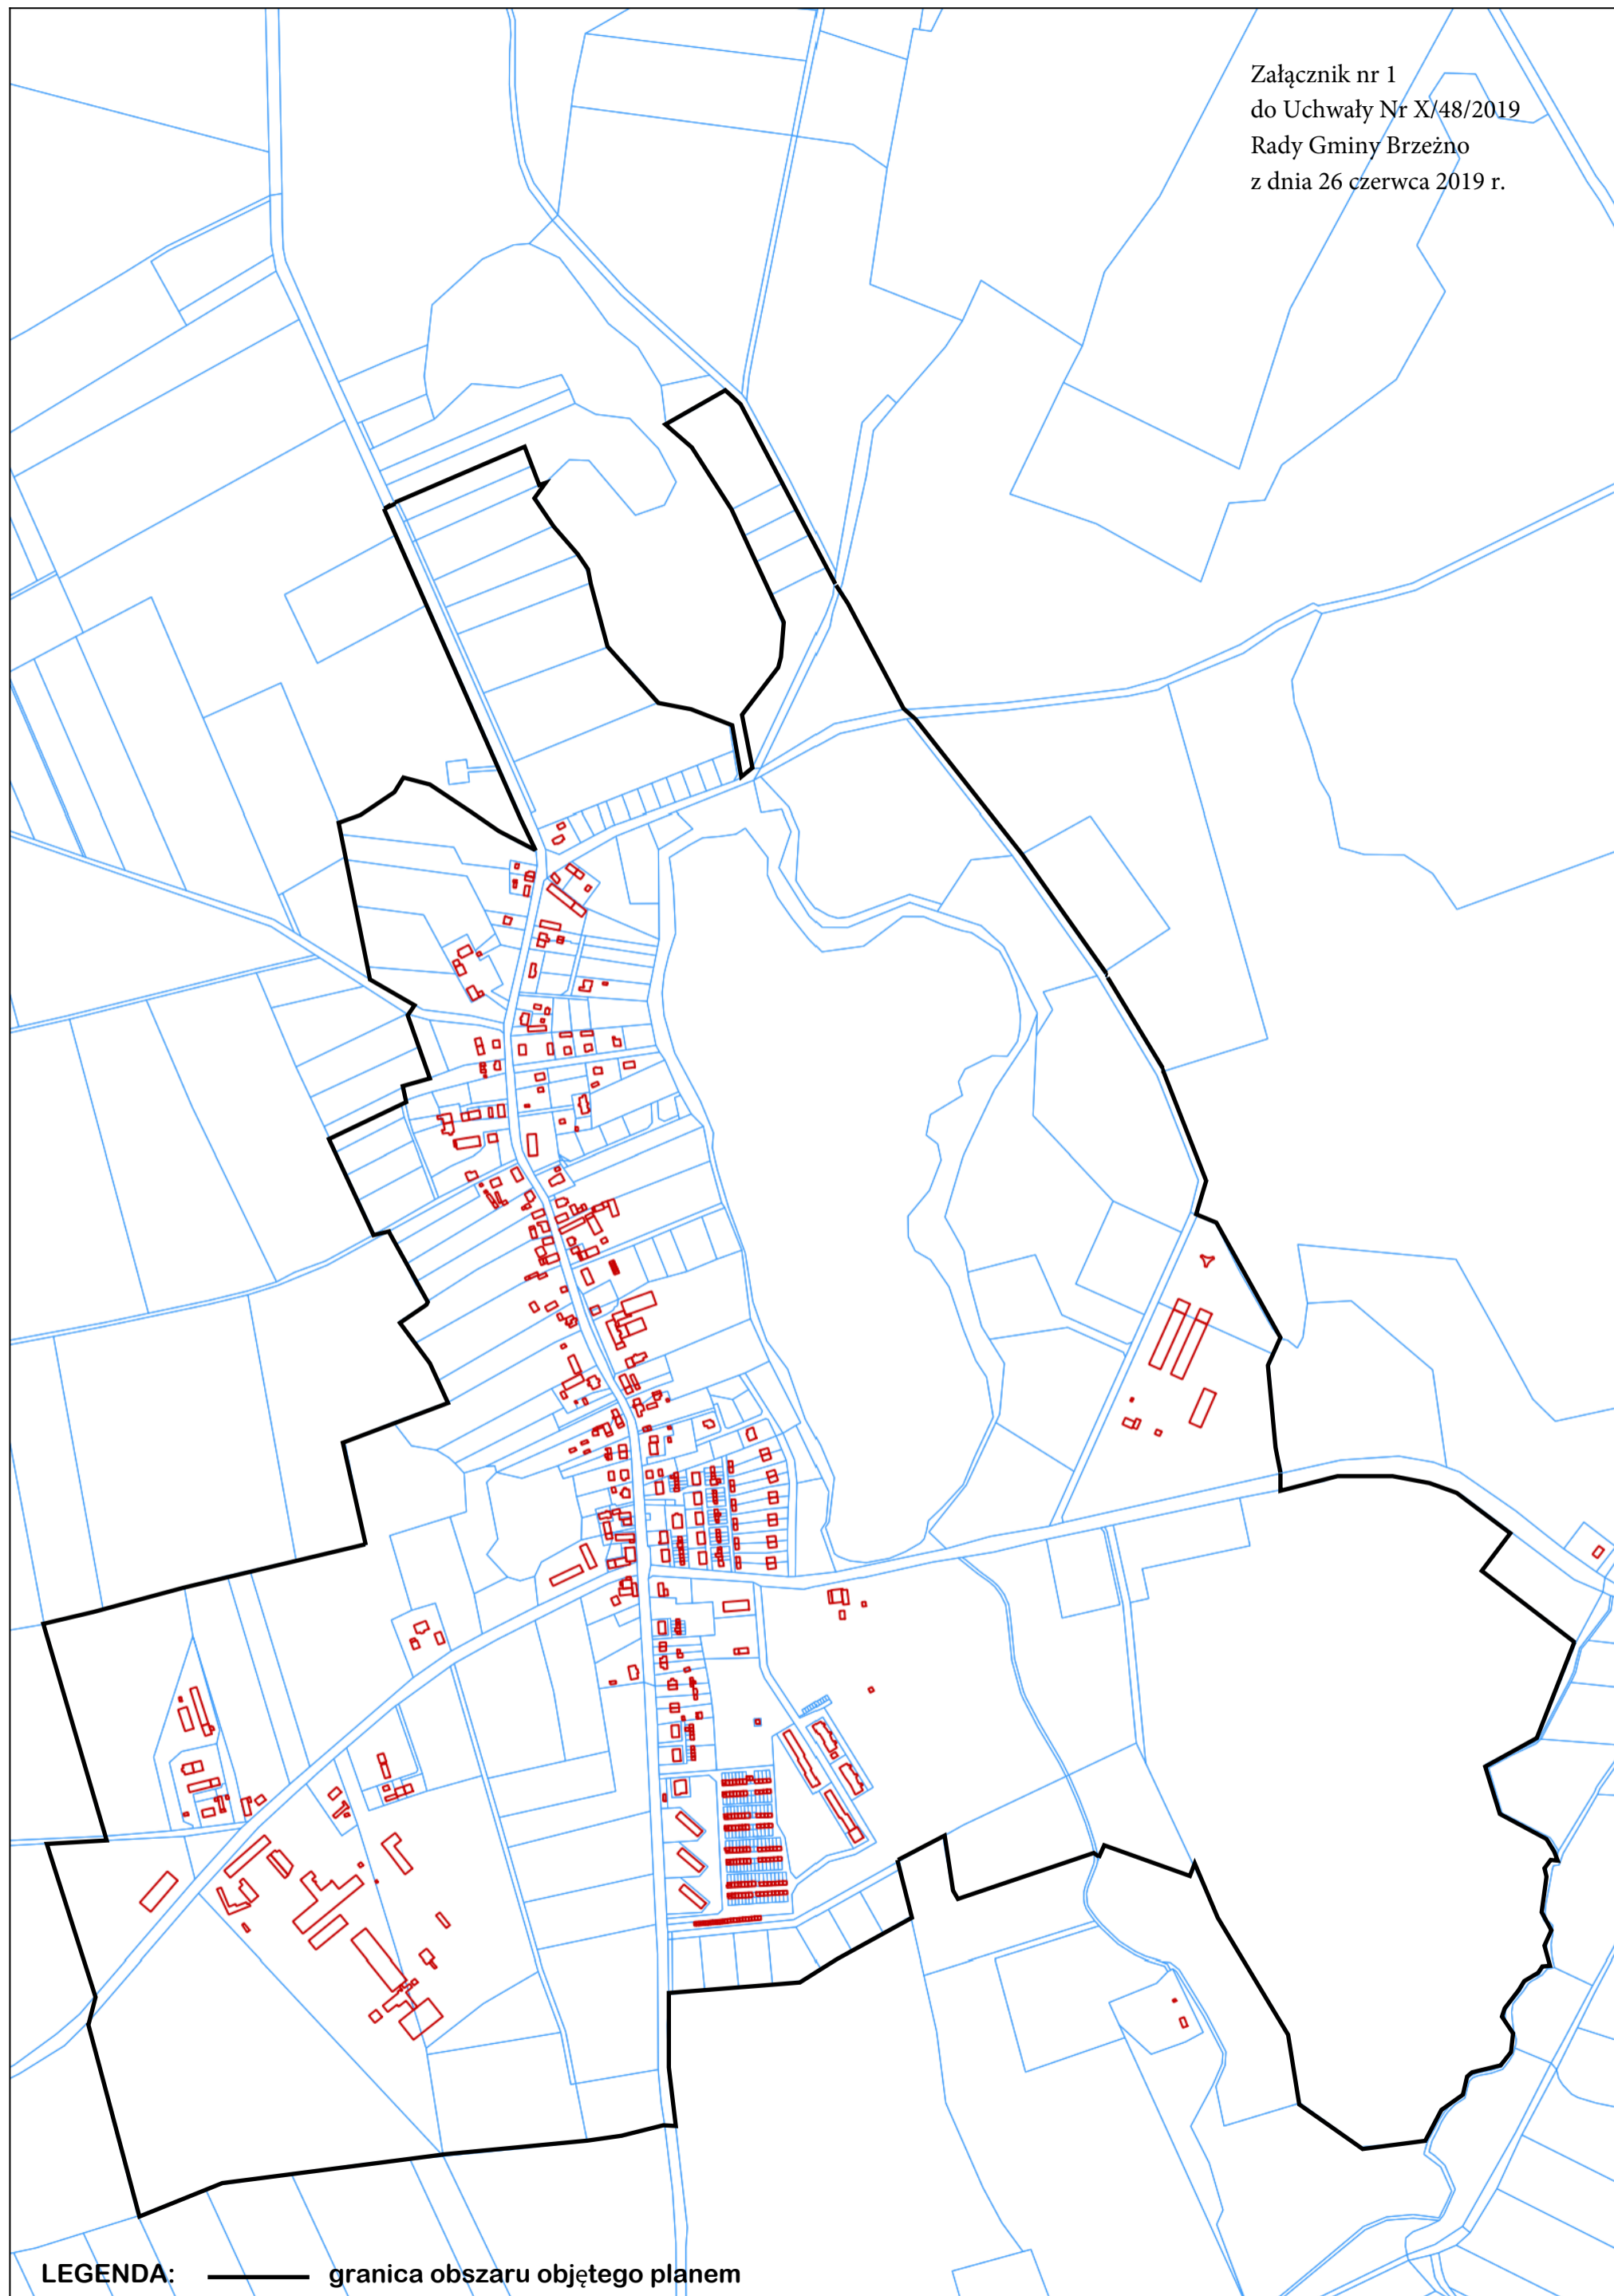 Załącznik nr 1
do Uchwały Nr X/48/2019
Rady Gminy Brzeżno
z dnia 26 czerwca 2019 r.
LEGENDA: granica obszaru objętego planem